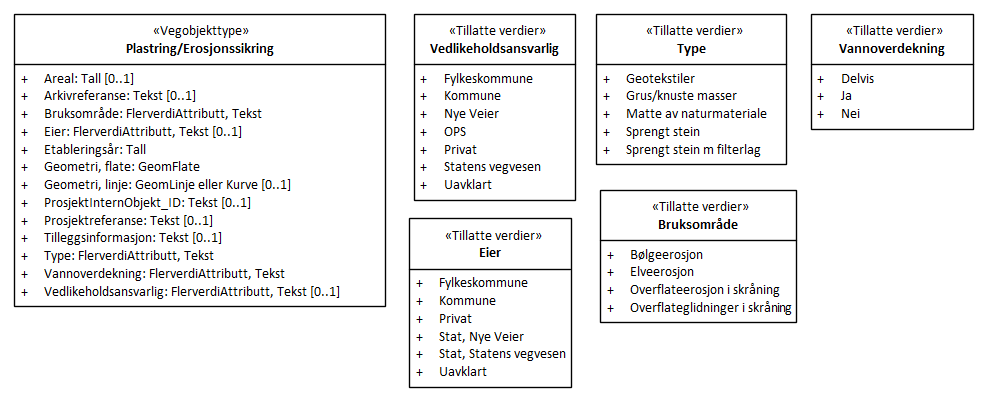 «Vegobjekttype»
Plastring/Erosjonssikring
+ Areal: Tall [0..1]
+ Arkivreferanse: Tekst [0..1]
+ Bruksområde: FlerverdiAttributt, Tekst
+ Eier: FlerverdiAttributt, Tekst [0..1]
+ Etableringsår: Tall
+ Geometri, flate: GeomFlate
+ Geometri, linje: GeomLinje eller Kurve [0..1]
+ ProsjektInternObjekt_ID: Tekst [0..1]
+ Prosjektreferanse: Tekst [0..1]
+ Tilleggsinformasjon: Tekst [0..1]
+ Type: FlerverdiAttributt, Tekst
+ Vannoverdekning: FlerverdiAttributt, Tekst
+ Vedlikeholdsansvarlig: FlerverdiAttributt, Tekst [0..1]
«Tillatte verdier»
Vedlikeholdsansvarlig
+ Fylkeskommune
+ Kommune
+ Nye Veier
+ OPS
+ Privat
+ Statens vegvesen
+ Uavklart
«Tillatte verdier»
Type
+ Geotekstiler
+ Grus/knuste masser
+ Matte av naturmateriale
+ Sprengt stein
+ Sprengt stein m filterlag
«Tillatte verdier»
Vannoverdekning
+ Delvis
+ Ja
+ Nei
«Tillatte verdier»
Eier
+ Fylkeskommune
+ Kommune
+ Privat
+ Stat, Nye Veier
+ Stat, Statens vegvesen
+ Uavklart
«Tillatte verdier»
Bruksområde
+ Bølgeerosjon
+ Elveerosjon
+ Overflateerosjon i skråning
+ Overflateglidninger i skråning